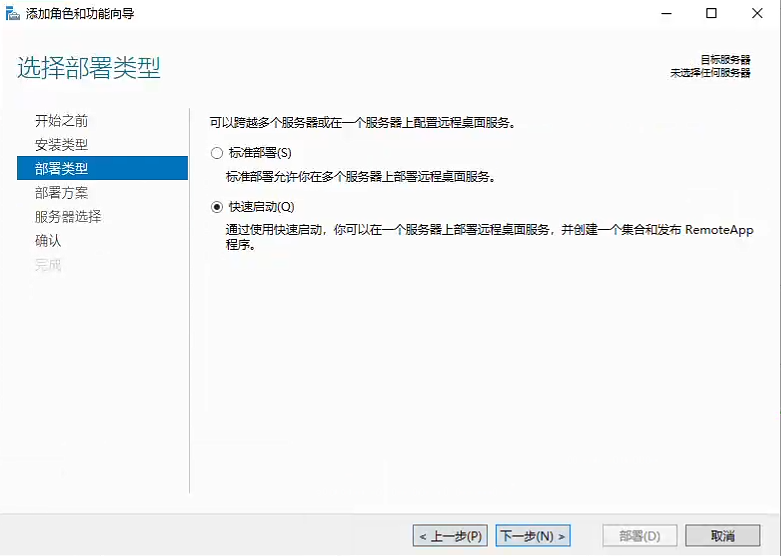 添加角色和功能向导
选择部署类型
目标服务器
未选择任何服务器
开始之前
安装类型
部署类型
部署方案
服务器选择
确认
完成
可以跨越多个服务器或在一个服务器上配置远程桌面服务。
标准部署(S)
标准部署允许你在多个服务器上部署远程桌面服务。
快速启动(Q)
通过使用快速启动，你可以在一个服务器上部署远程桌面服务，并创建一个集合和发布 RemoteApp
程序。
< 上一步(P)
下一步(N) >
部署(D)
取消